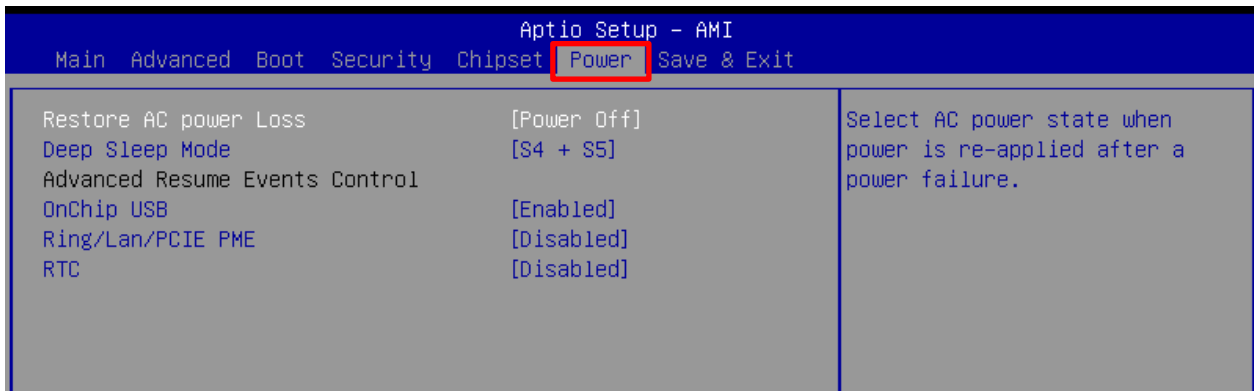 Aptio Setup – AMI
Main Advanced Boot Security Chipset Power Save & Exit
Restore AC power Loss [Power Off]
Deep Sleep Mode [S4 + S5]
Advanced Resume Events Control
OnChip USB [Enabled]
Ring/Lan/PCIE PME [Disabled]
RTC [Disabled]
Select AC power state when
power is re-applied after a
power failure.